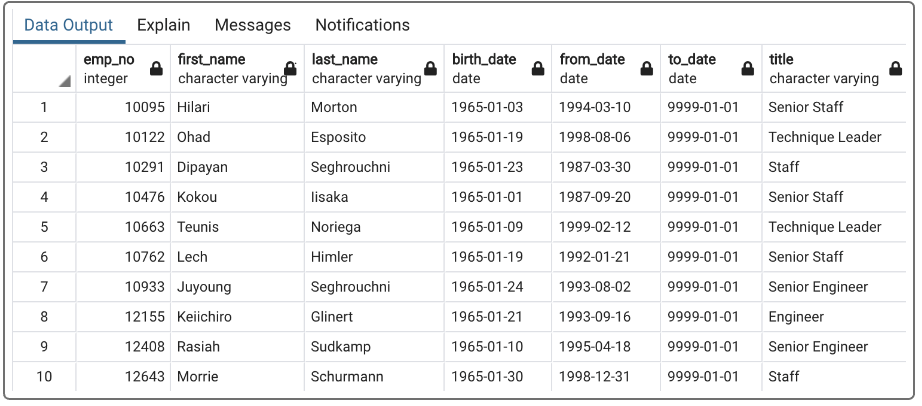 Data Output Explain Messages Notifications
emp_no first_name last_name birth_date from_date to_date title
integer character varying character varying date date date character varying
1 10095 Hilari Morton 1965-01-03 1994-03-10 9999-01-01 Senior Staff
2 10122 Ohad Esposito 1965-01-19 1998-08-06 9999-01-01 Technique Leader
3 10291 Dipayan Seghrouchni 1965-01-23 1987-03-30 9999-01-01 Staff
4 10476 Kokou Iisaka 1965-01-01 1987-09-20 9999-01-01 Senior Staff
5 10663 Teunis Noriega 1965-01-09 1999-02-12 9999-01-01 Technique Leader
6 10762 Lech Himler 1965-01-19 1992-01-21 9999-01-01 Senior Staff
7 10933 Juyoung Seghrouchni 1965-01-24 1993-08-02 9999-01-01 Senior Engineer
8 12155 Keiichiro Glinert 1965-01-21 1993-09-16 9999-01-01 Engineer
9 12408 Rasiah Sudkamp 1965-01-10 1995-04-18 9999-01-01 Senior Engineer
10 12643 Morrie Schurmann 1965-01-30 1998-12-31 9999-01-01 Staff